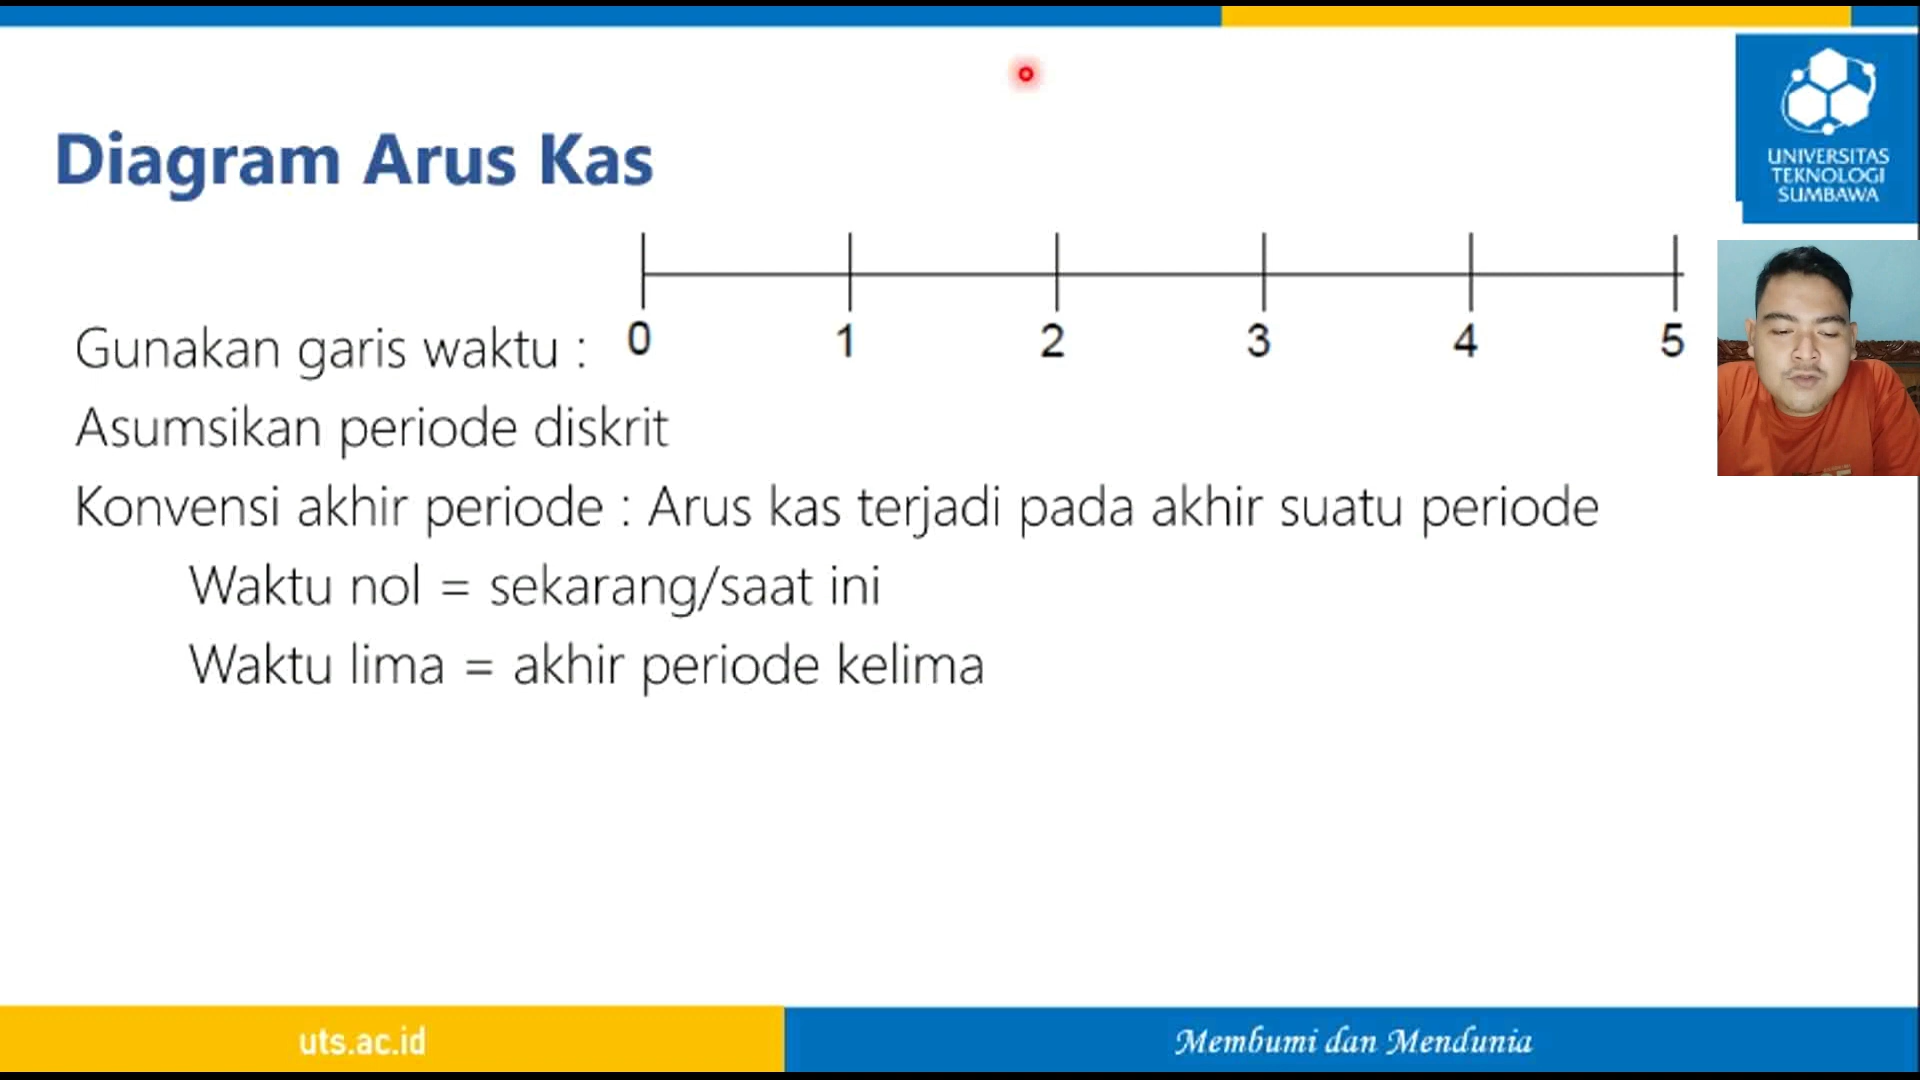 UNIVERSITAS
TEKNOLOGI
SUMBAWA
Diagram Arus Kas
Gunakan garis waktu :
0 1 2 3 4 5
Asumsikan periode diskrit
Konvensi akhir periode : Arus kas terjadi pada akhir suatu periode
Waktu nol = sekarang/saat ini
Waktu lima = akhir periode kelima
uts.ac.id
Membumi dan Mendunia